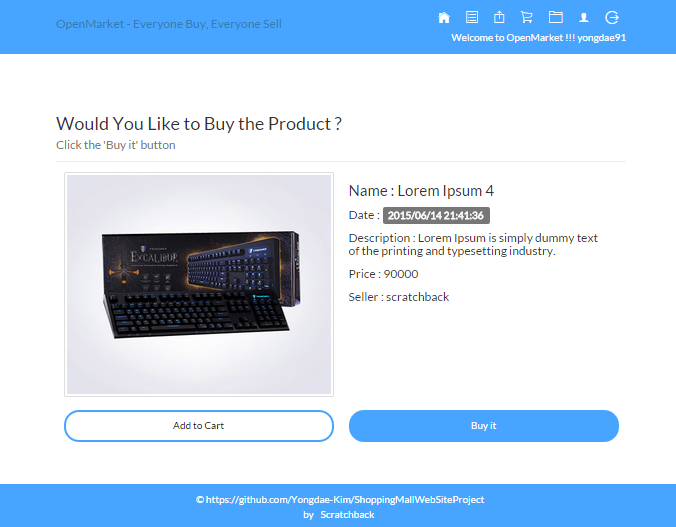 OpenMarket - Everyone Buy, Everyone Sell
Welcome to OpenMarket !!! yongdae91
Would You Like to Buy the Product ?
Click the 'Buy it' button
EXCALIBUR
Name : Lorem Ipsum 4
Date : 2015/06/14 21:41:36
Description : Lorem Ipsum is simply dummy text
of the printing and typesetting industry.
Price : 90000
Seller : scratchback
Add to Cart
Buy it
© https://github.com/Yongdae-Kim/ShoppingMallWebSiteProject
by Scratchback